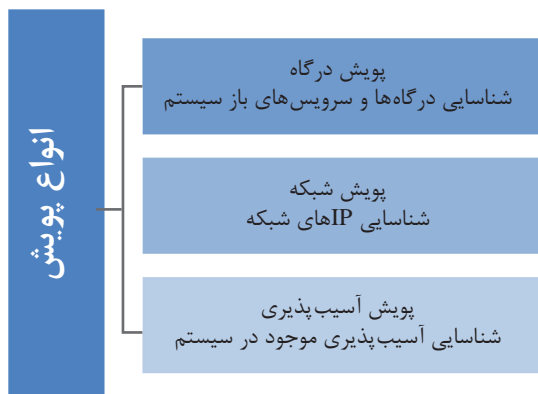 انواع پویش
پویش درگاه
شناسایی درگاه‌ها و سرویس‌های باز سیستم
پویش شبکه
شناسایی IPهای شبکه
پویش آسیب‌پذیری
شناسایی آسیب‌پذیری موجود در سیستم